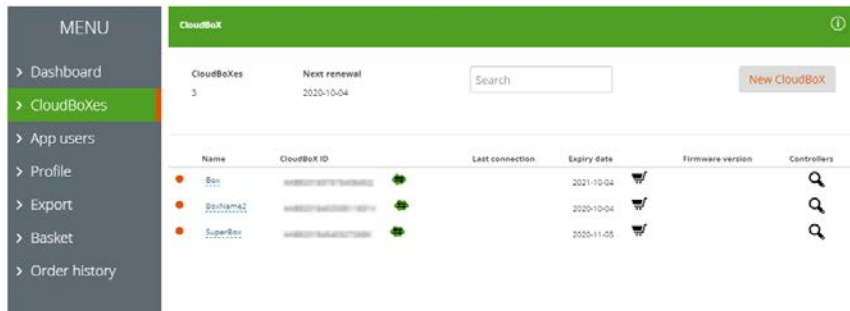 MENU
Dashboard
CloudBoXes
App users
Profile
Export
Basket
Order history
CloudBoX
CloudBoXes
3
Next renewal
2020-10-04
Search
New CloudBoX
Name CloudBoX ID Last connection Expiry date Firmware version Controllers
Box 2021-10-04
BoxName2 2020-10-04
SuperBox 2020-11-05